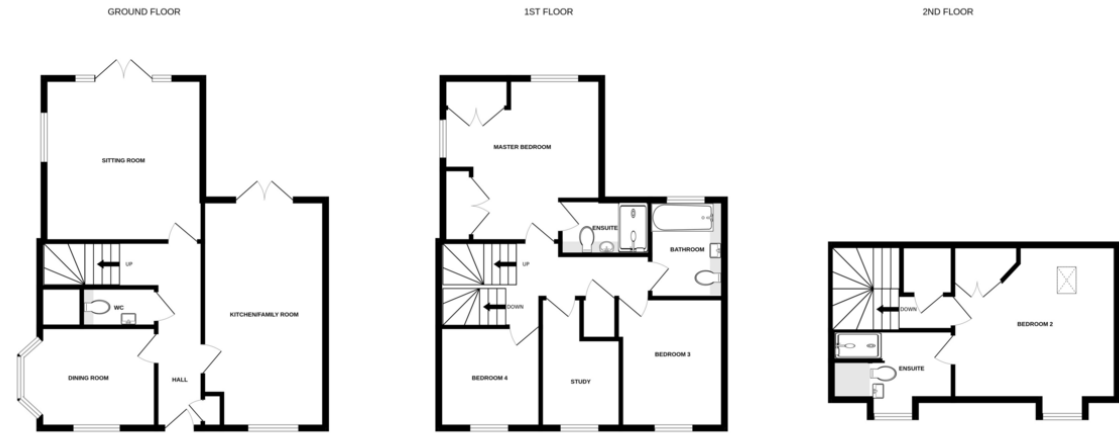 GROUND FLOOR
SITTING ROOM
UP
WC
KITCHEN/FAMILY ROOM
DINING ROOM
HALL
1ST FLOOR
MASTER BEDROOM
ENSUITE
BATHROOM
UP
DOWN
BEDROOM 3
BEDROOM 4
STUDY
2ND FLOOR
DOWN
BEDROOM 2
ENSUITE